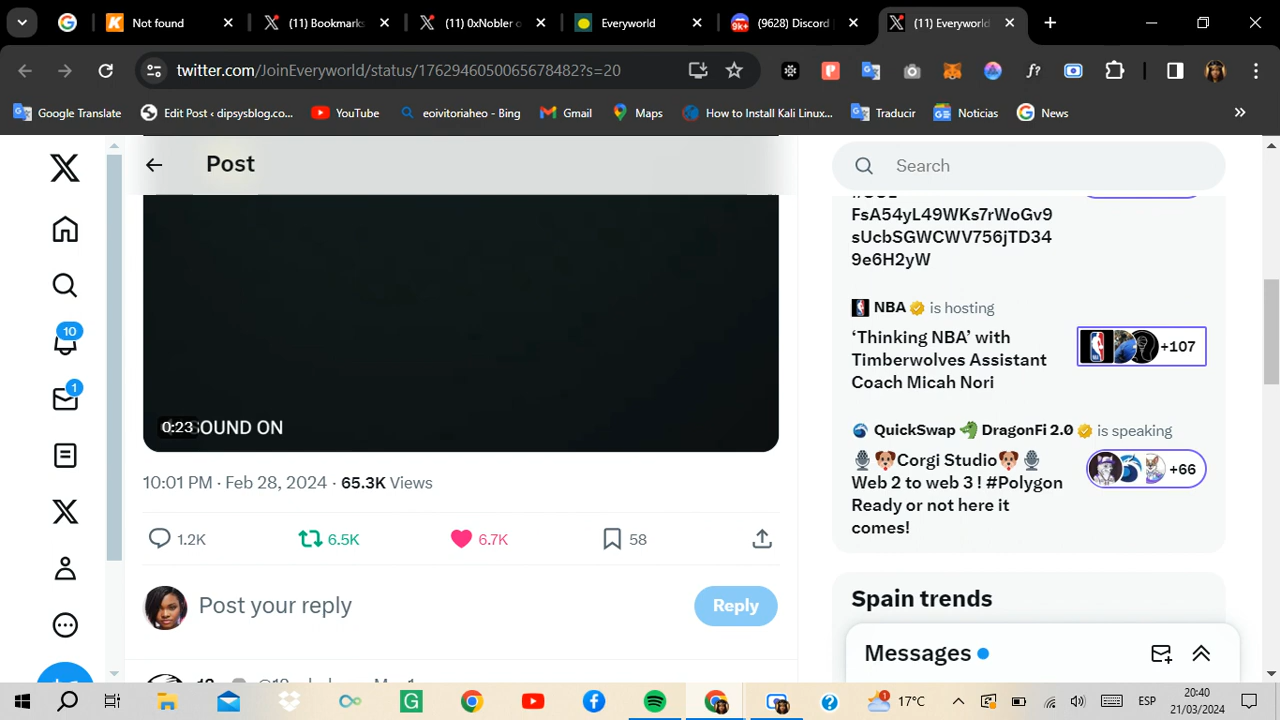 Not found
(11) Bookmarks
(11) 0xNobler o
Everyworld
9K+
(9628) Discord |
(11) Everyworld
twitter.com/JoinEveryworld/status/1762946050065678482?s=20
Google Translate
Edit Post ‹ dipsysblog.co...
YouTube
eoivitoriaheo - Bing
Gmail
Maps
How to Install Kali Linux...
Traducir
Noticias
News
»
Post
Search
FsA54yL49WKs7rWoGv9
sUcbSGWCWV756jTD34
9e6H2yW
NBA is hosting
‘Thinking NBA’ with
Timberwolves Assistant
Coach Micah Nori
+107
QuickSwap 🐉 DragonFi 2.0 is speaking
🎙️🐶Corgi Studio🐶🎙️
Web 2 to web 3 ! #Polygon
Ready or not here it
comes!
+66
10
1
0:23 SOUND ON
10:01 PM · Feb 28, 2024 · 65.3K Views
1.2K
6.5K
6.7K
58
Post your reply
Reply
Spain trends
Messages
17°C
ESP
20:40
21/03/2024